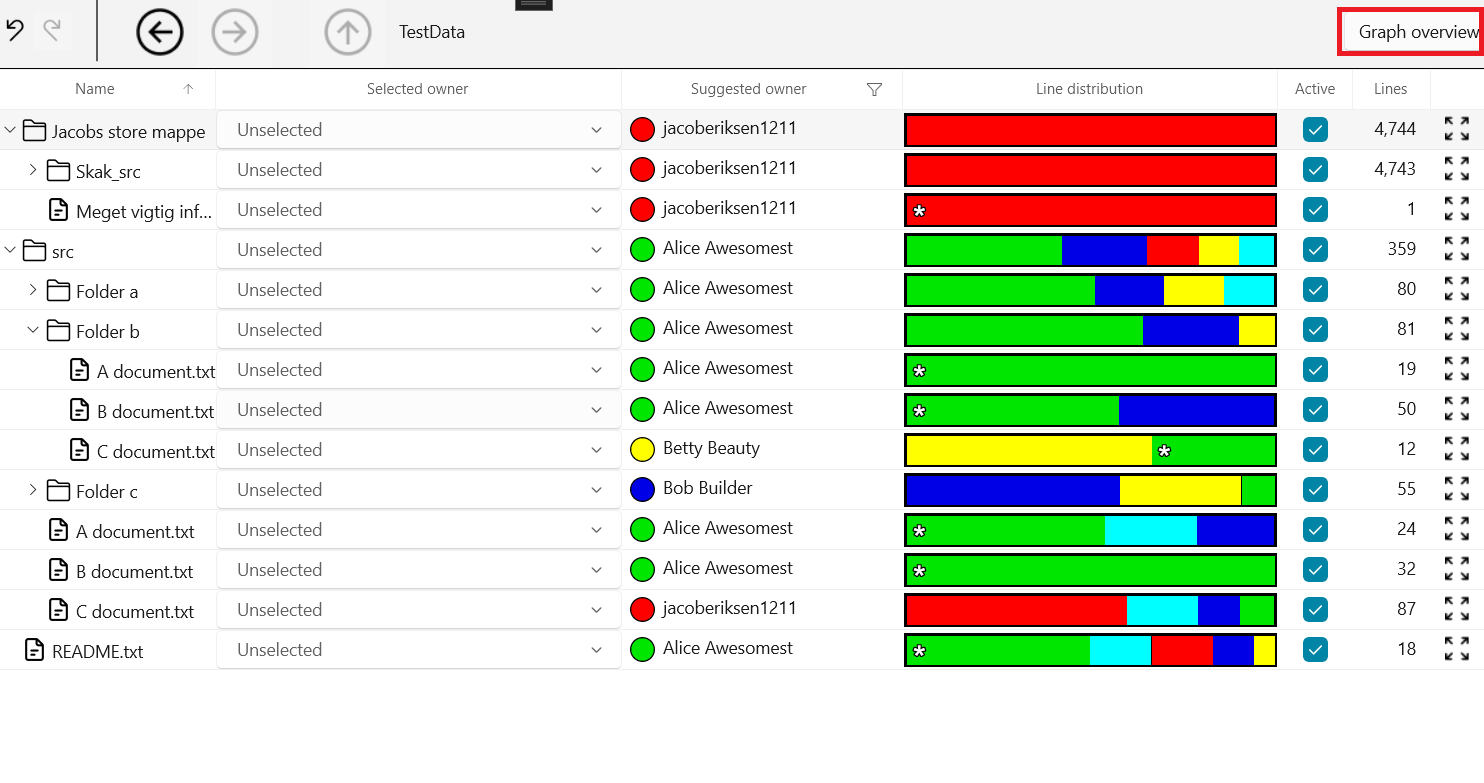 TestData Graph overview
Name Selected owner Suggested owner Line distribution Active Lines
Jacobs store mappe Unselected jacoberiksen1211 4,744
Skak_src Unselected jacoberiksen1211 4,743
Meget vigtig inf... Unselected jacoberiksen1211 * 1
src Unselected Alice Awesomest 359
Folder a Unselected Alice Awesomest 80
Folder b Unselected Alice Awesomest 81
A document.txt Unselected Alice Awesomest * 19
B document.txt Unselected Alice Awesomest * 50
C document.txt Unselected Betty Beauty * 12
Folder c Unselected Bob Builder 55
A document.txt Unselected Alice Awesomest * 24
B document.txt Unselected Alice Awesomest * 32
C document.txt Unselected jacoberiksen1211 87
README.txt Unselected Alice Awesomest * 18